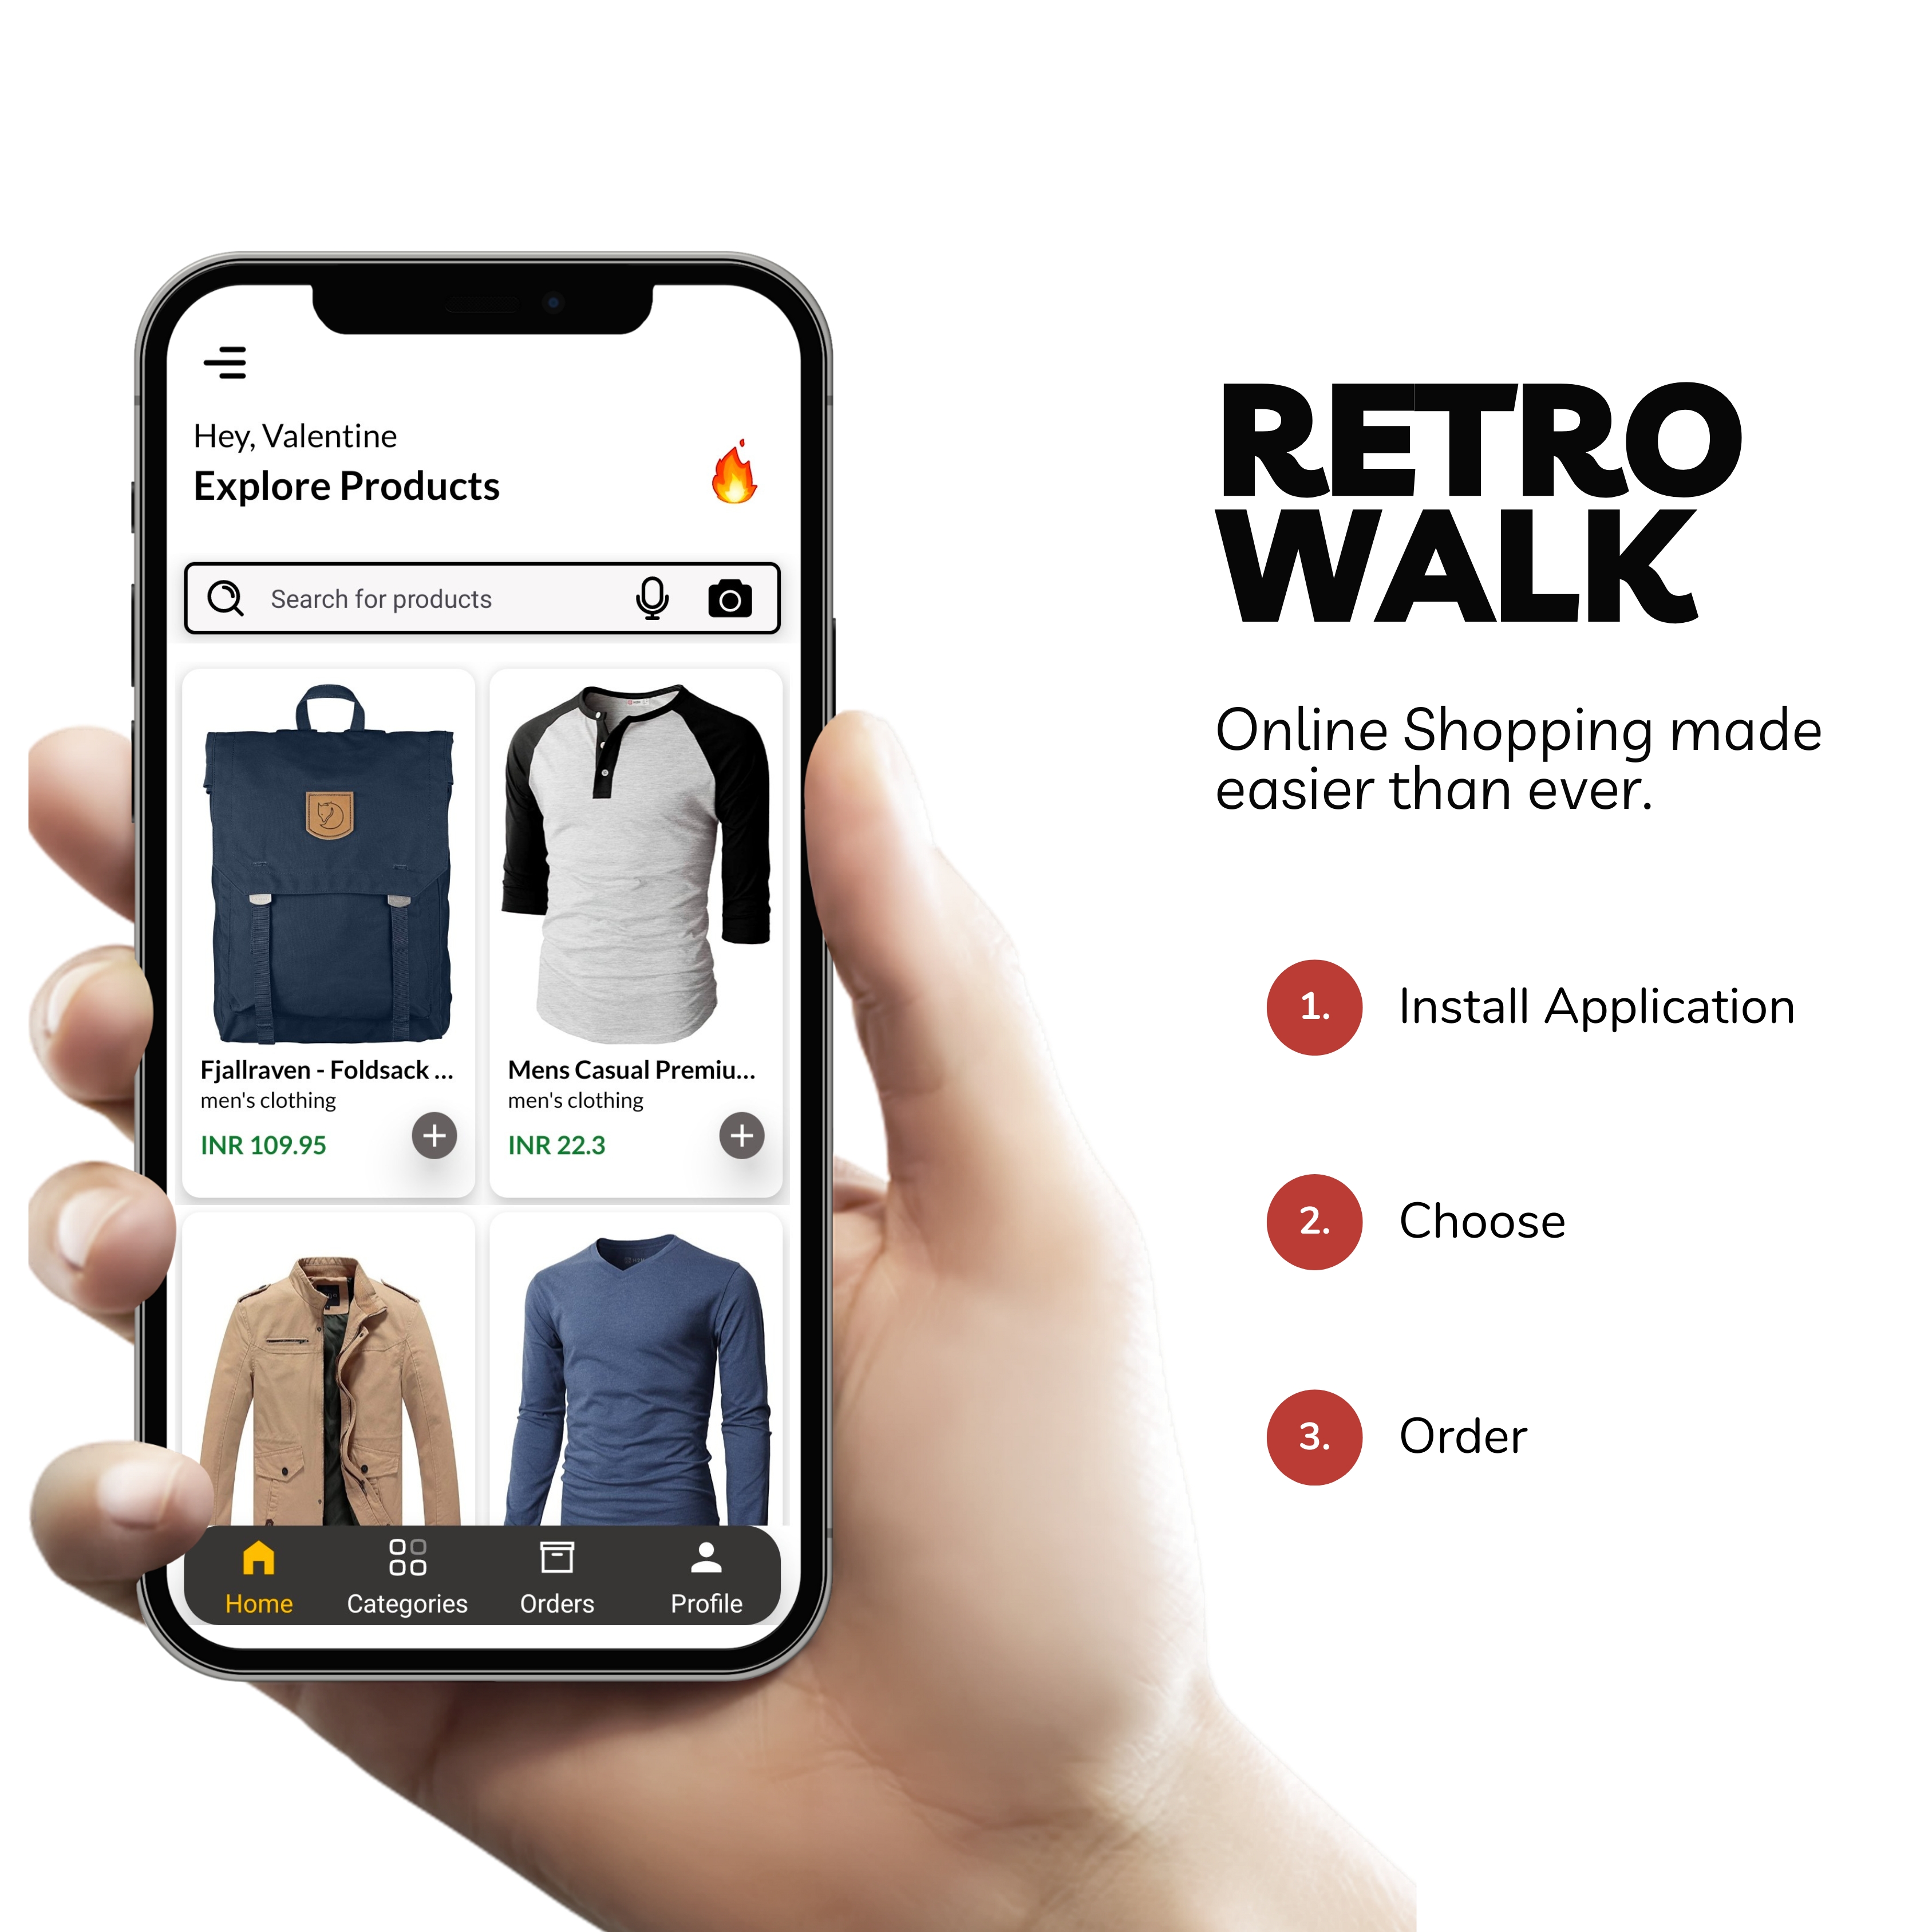 Hey, Valentine
Explore Products
Search for products
Fjallraven - Foldsack ...
men's clothing
INR 109.95
Mens Casual Premiu...
men's clothing
INR 22.3
Home
Categories
Orders
Profile
RETRO
WALK
Online Shopping made
easier than ever.
1. Install Application
2. Choose
3. Order